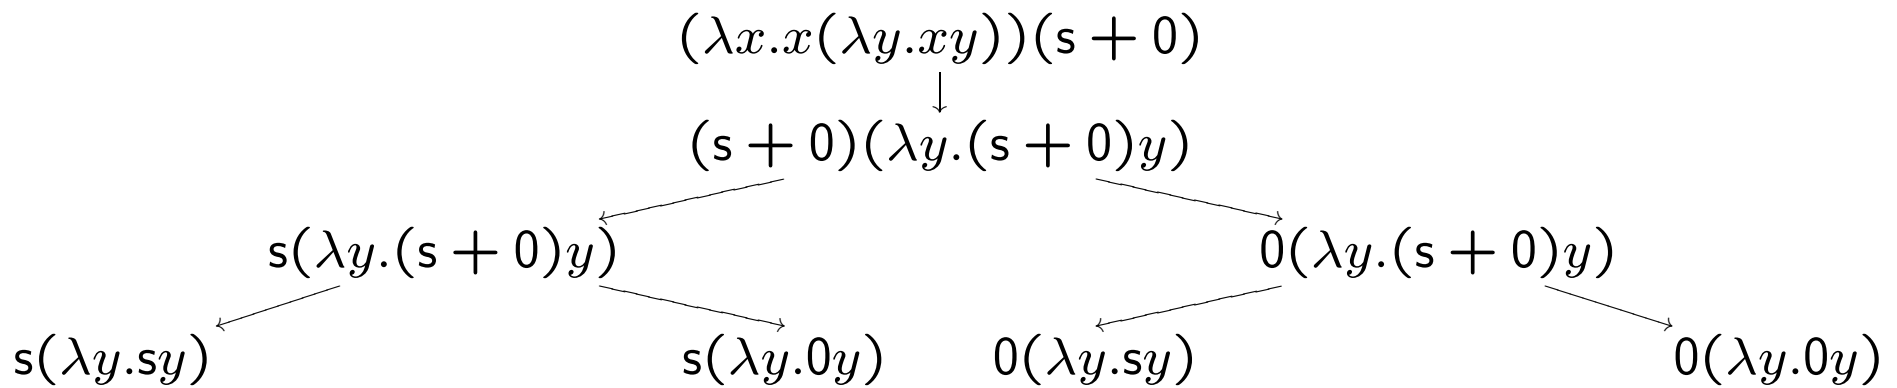 (λx.x(λy.xy))(s + 0)
(s + 0)(λy.(s + 0)y)
s(λy.(s + 0)y) 0(λy.(s + 0)y)
s(λy.sy) s(λy.0y) 0(λy.sy) 0(λy.0y)